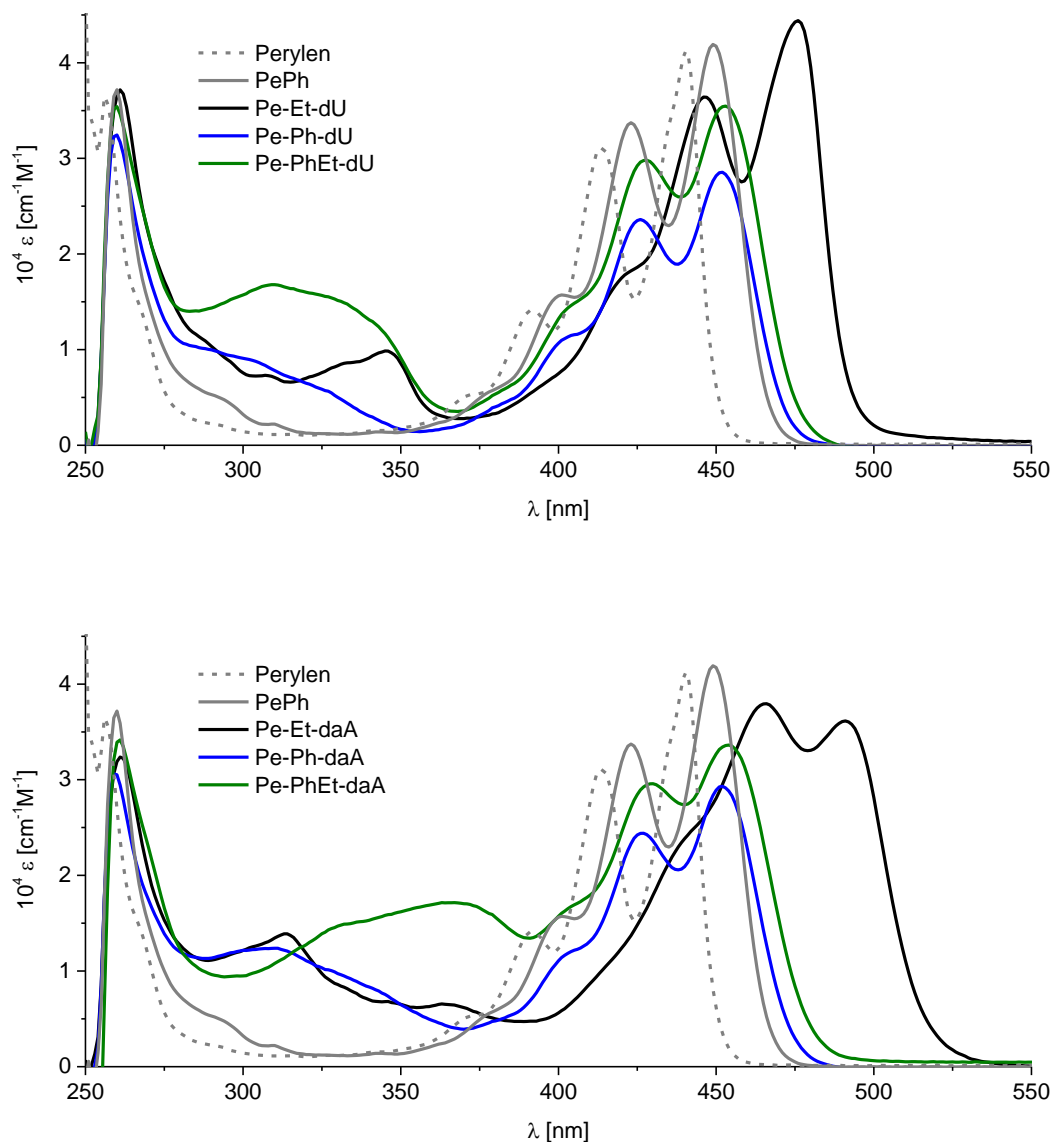 4
3
2
1
0
10⁴ ε [cm⁻¹M⁻¹]
Perylen
PePh
Pe-Et-dU
Pe-Ph-dU
Pe-PhEt-dU
250 300 350 400 450 500 550
λ [nm]
4
3
2
1
0
10⁴ ε [cm⁻¹M⁻¹]
Perylen
PePh
Pe-Et-daA
Pe-Ph-daA
Pe-PhEt-daA
250 300 350 400 450 500 550
λ [nm]